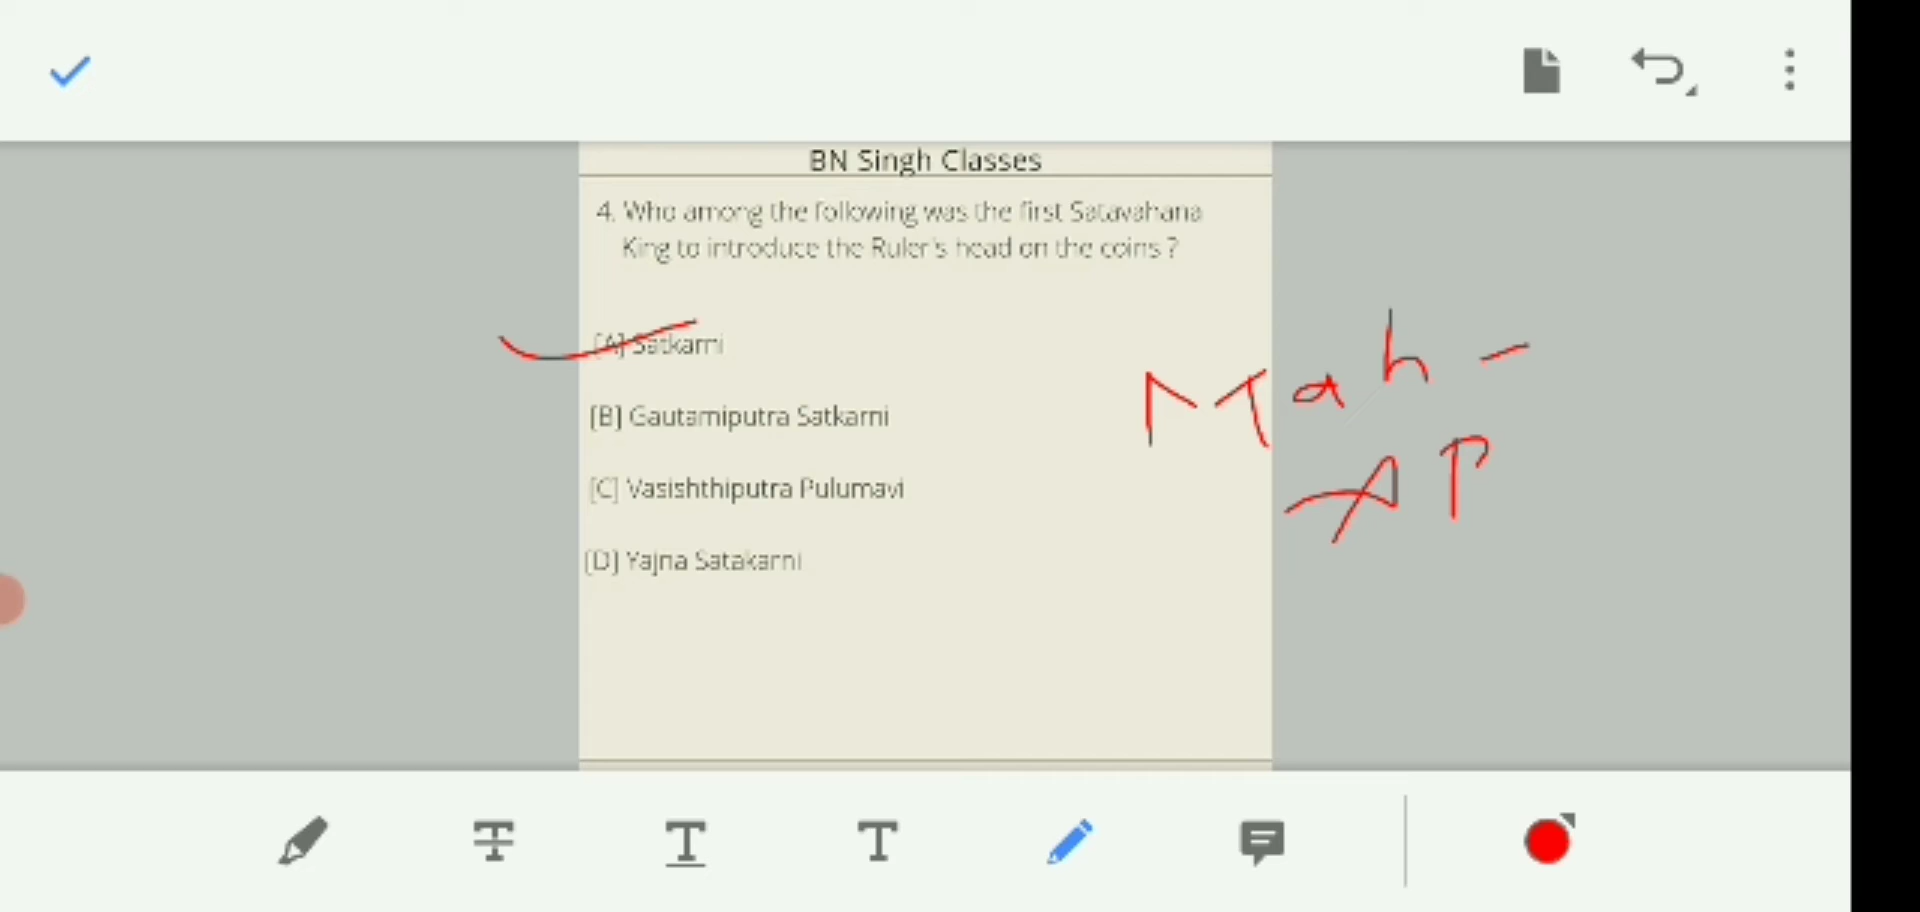 BN Singh Classes
4. Who among the following was the first Satavahana
King to introduce the Ruler's head on the coins ?
[A] Satkarni
[B] Gautamiputra Satkarni
[C] Vasishthiputra Pulumavi
[D] Yajna Satakarni
Mah -
AP